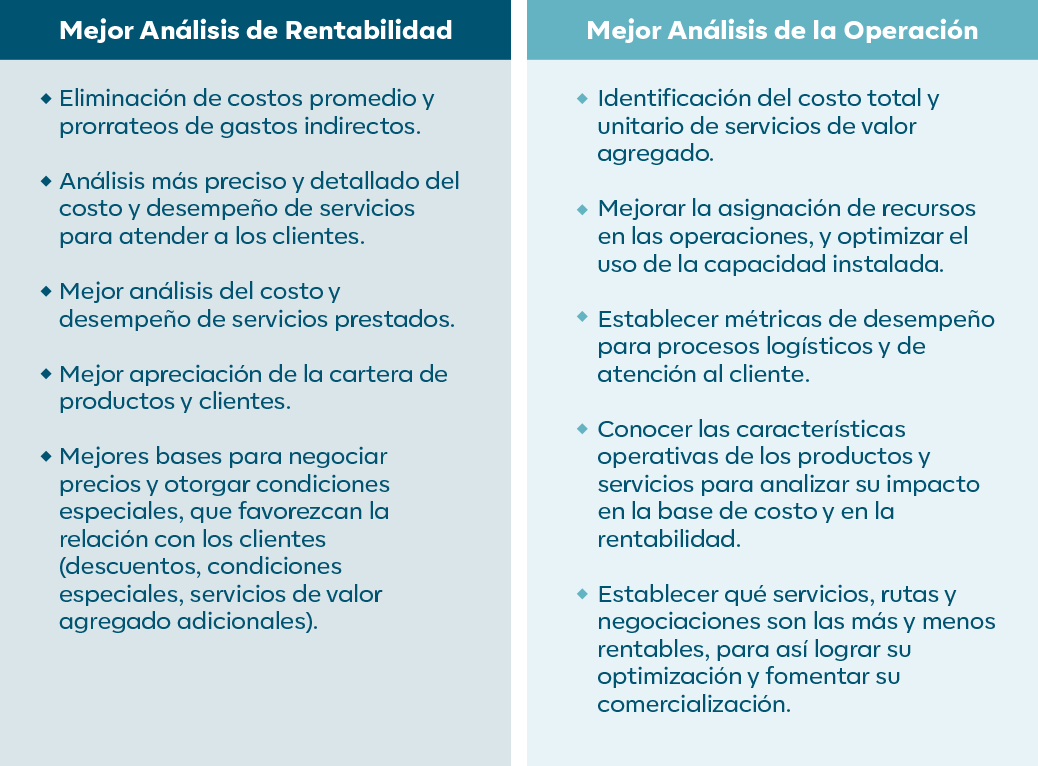 Mejor Análisis de Rentabilidad
Eliminación de costos promedio y
prorrateos de gastos indirectos.
Análisis más preciso y detallado del
costo y desempeño de servicios
para atender a los clientes.
Mejor análisis del costo y
desempeño de servicios prestados.
Mejor apreciación de la cartera de
productos y clientes.
Mejores bases para negociar
precios y otorgar condiciones
especiales, que favorezcan la
relación con los clientes
(descuentos, condiciones
especiales, servicios de valor
agregado adicionales).
Mejor Análisis de la Operación
Identificación del costo total y
unitario de servicios de valor
agregado.
Mejorar la asignación de recursos
en las operaciones, y optimizar el
uso de la capacidad instalada.
Establecer métricas de desempeño
para procesos logísticos y de
atención al cliente.
Conocer las características
operativas de los productos y
servicios para analizar su impacto
en la base de costo y en la
rentabilidad.
Establecer qué servicios, rutas y
negociaciones son las más y menos
rentables, para así lograr su
optimización y fomentar su
comercialización.